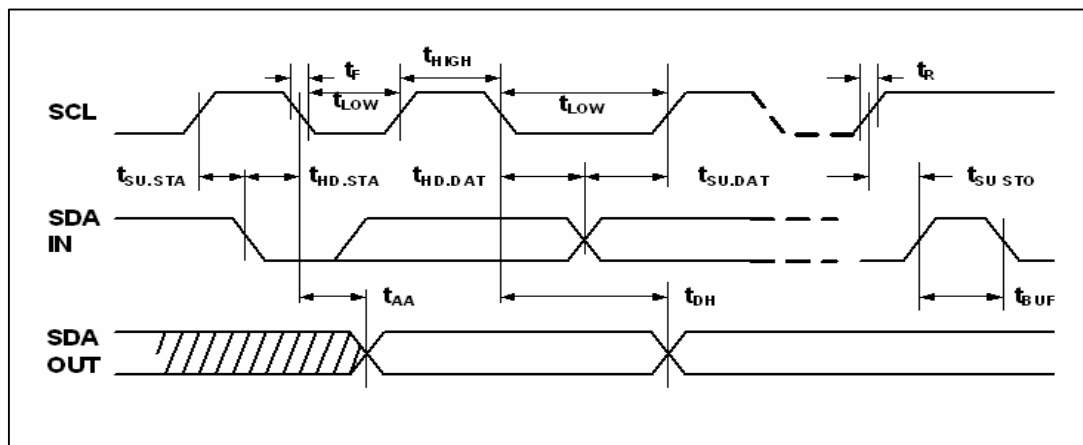 tF
tHIGH
tR
SCL
tLOW
tLOW
tSU.STA
tHD.STA
tHD.DAT
tSU.DAT
tSU STO
SDA
IN
tAA
tDH
tBUF
SDA
OUT